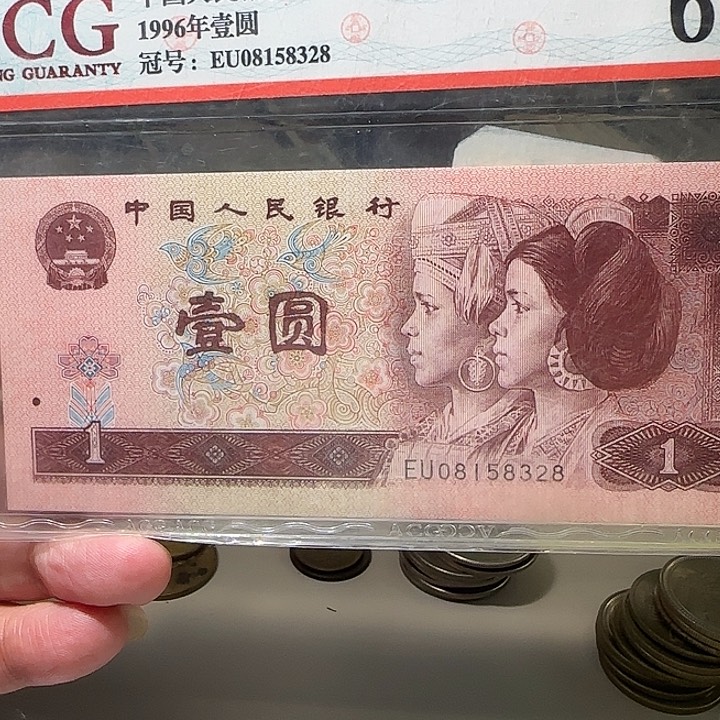 CG
NG GUARANTY
1996年壹圆
冠号：EU08158328
6
中国人民银行
壹圆
1
1
EU08158328